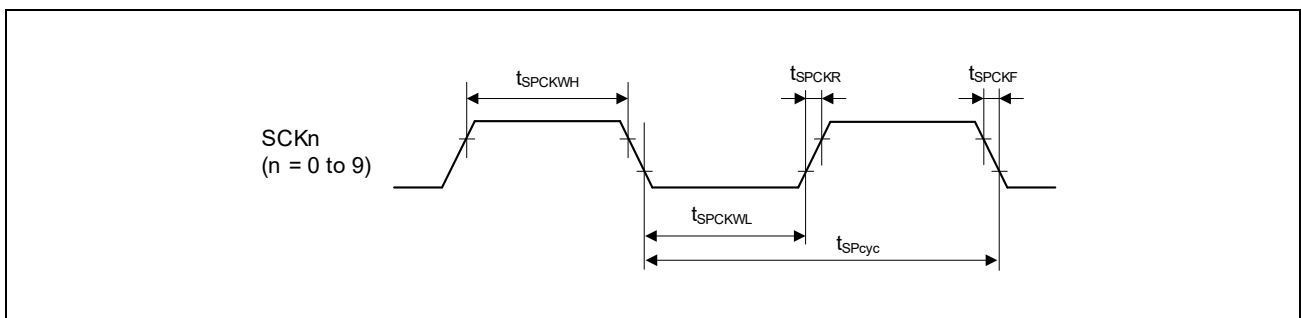 tSPCKWH
tSPCKR
tSPCKF
SCKn
(n = 0 to 9)
tSPCKWL
tSPcyc